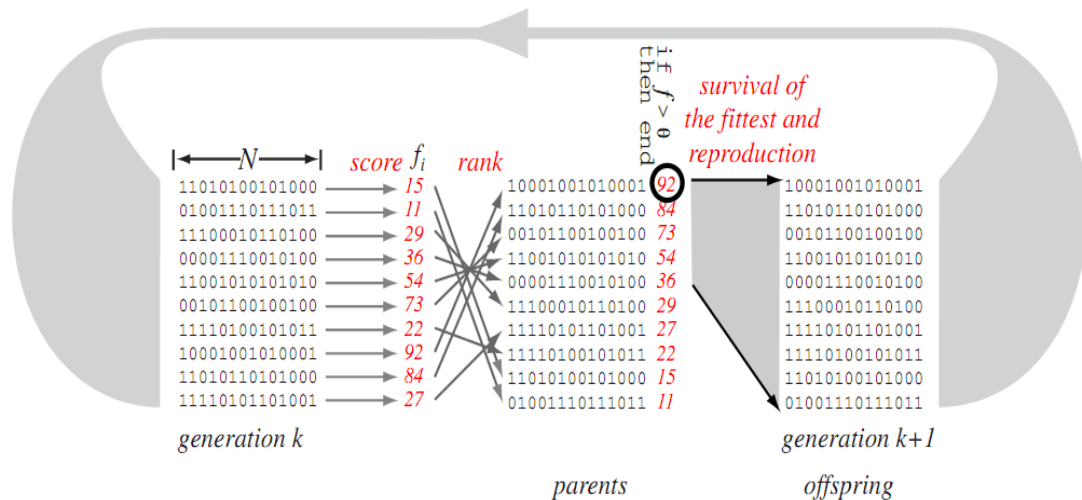 if f > 0
then end
survival of
the fittest and
reproduction
N
score f_i rank
11010100101000 15 10001001010001 92 10001001010001
01001110111011 11 11010110101000 84 11010110101000
11100010110100 29 00101100100100 73 00101100100100
00001110010100 36 11001010101010 54 11001010101010
11001010101010 54 00001110010100 36 00001110010100
00101100100100 73 11100010110100 29 11100010110100
11110100101011 22 11110101101001 27 11110101101001
10001001010001 92 11110100101011 22 11110100101011
11010110101000 84 11010100101000 15 11010100101000
11110101101001 27 01001110111011 11 01001110111011
generation k generation k+1
parents offspring